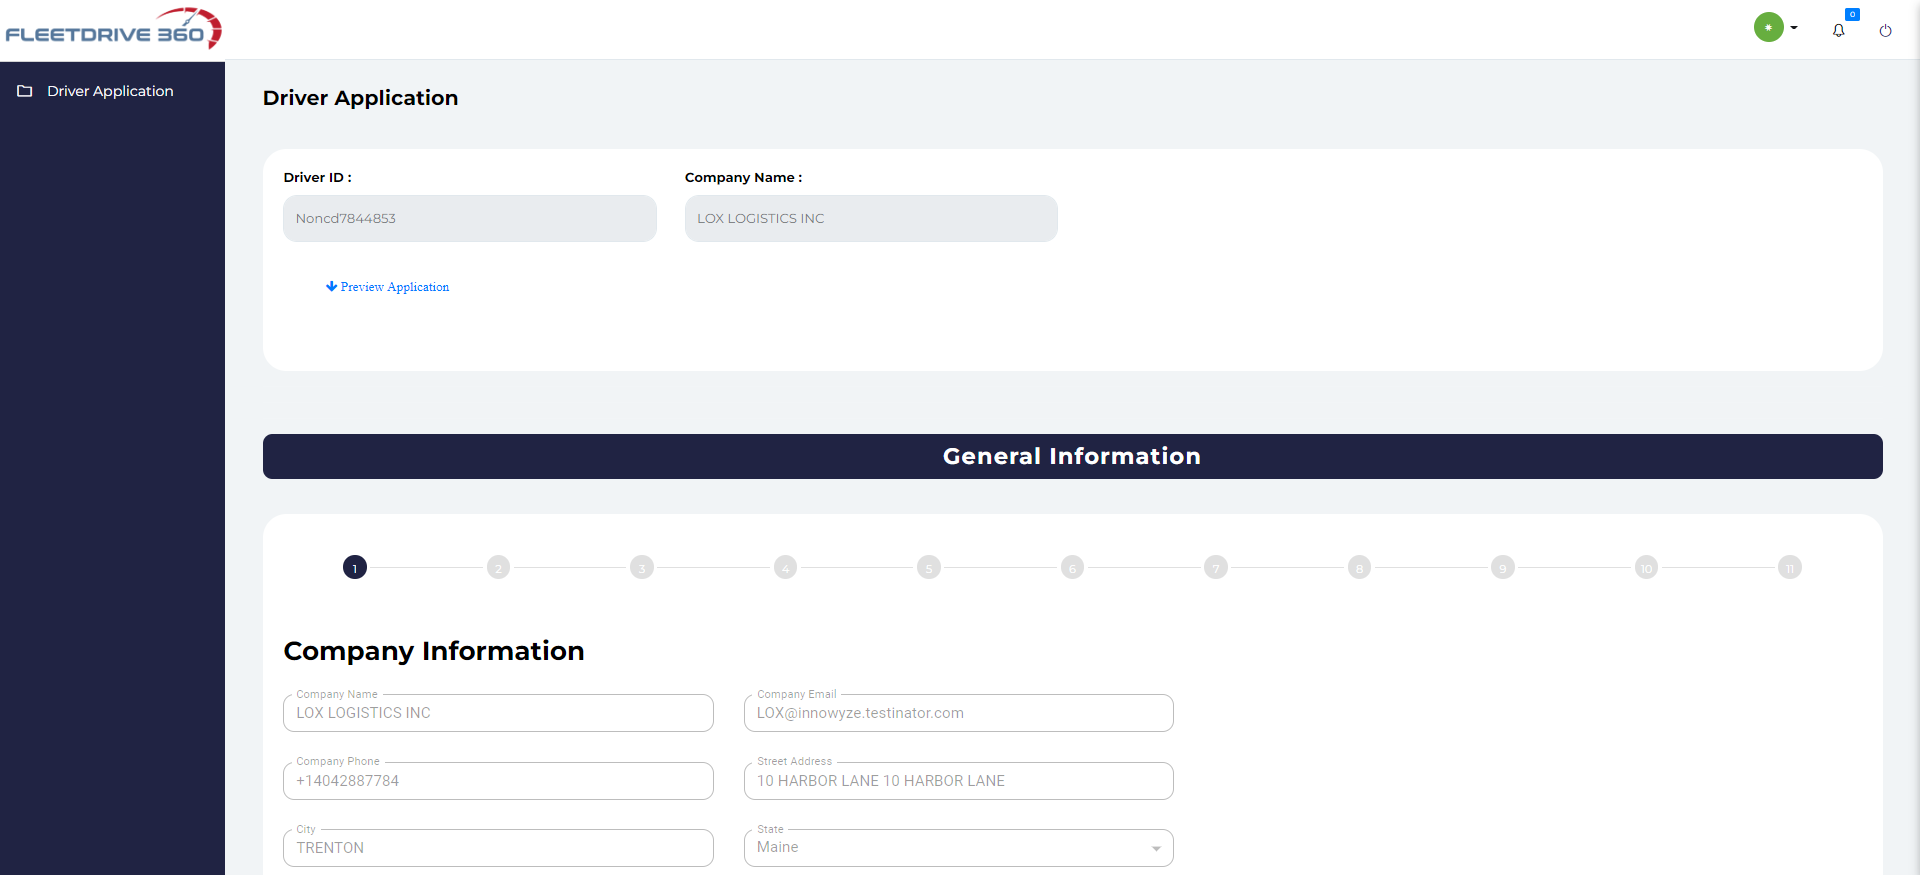 FLEETDRIVE 360
0
Driver Application
Driver Application
Driver ID :
Company Name :
Noncd7844853
LOX LOGISTICS INC
Preview Application
General Information
1 2 3 4 5 6 7 8 9 10 11
Company Information
Company Name
Company Email
LOX LOGISTICS INC
LOX@innowyze.testinator.com
Company Phone
Street Address
+14042887784
10 HARBOR LANE 10 HARBOR LANE
City
State
TRENTON
Maine